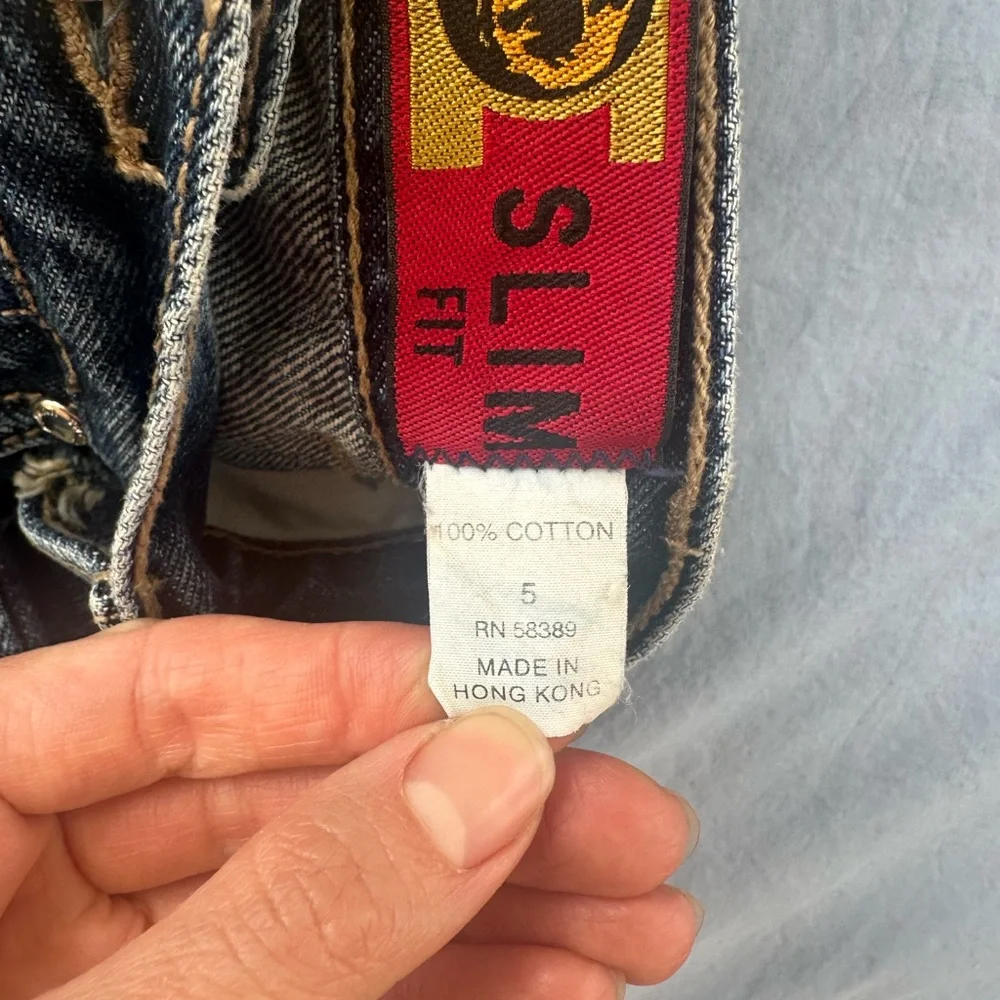 SLIM
FIT
100% COTTON
5
RN 58389
MADE IN
HONG KONG